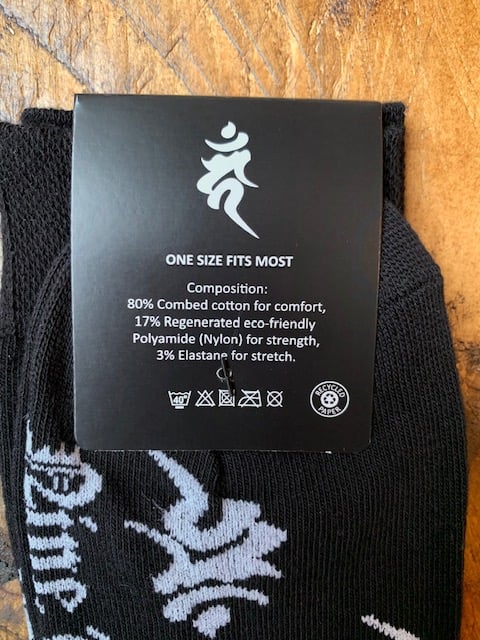 ONE SIZE FITS MOST
Composition:
80% Combed cotton for comfort,
17% Regenerated eco-friendly
Polyamide (Nylon) for strength,
3% Elastane for stretch.
40°
RECYCLED
PAPER